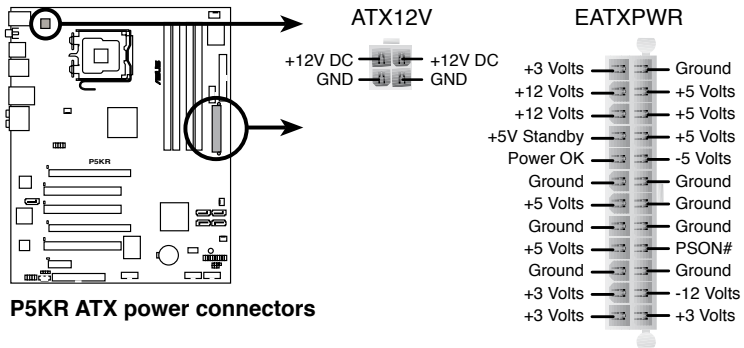 ATX12V
+12V DC
+12V DC
GND
GND
EATXPWR
+3 Volts
Ground
+12 Volts
+5 Volts
+12 Volts
+5 Volts
+5V Standby
+5 Volts
Power OK
-5 Volts
Ground
Ground
+5 Volts
Ground
Ground
Ground
+5 Volts
PSON#
Ground
Ground
+3 Volts
-12 Volts
+3 Volts
+3 Volts
ASUS
P5KR
P5KR ATX power connectors